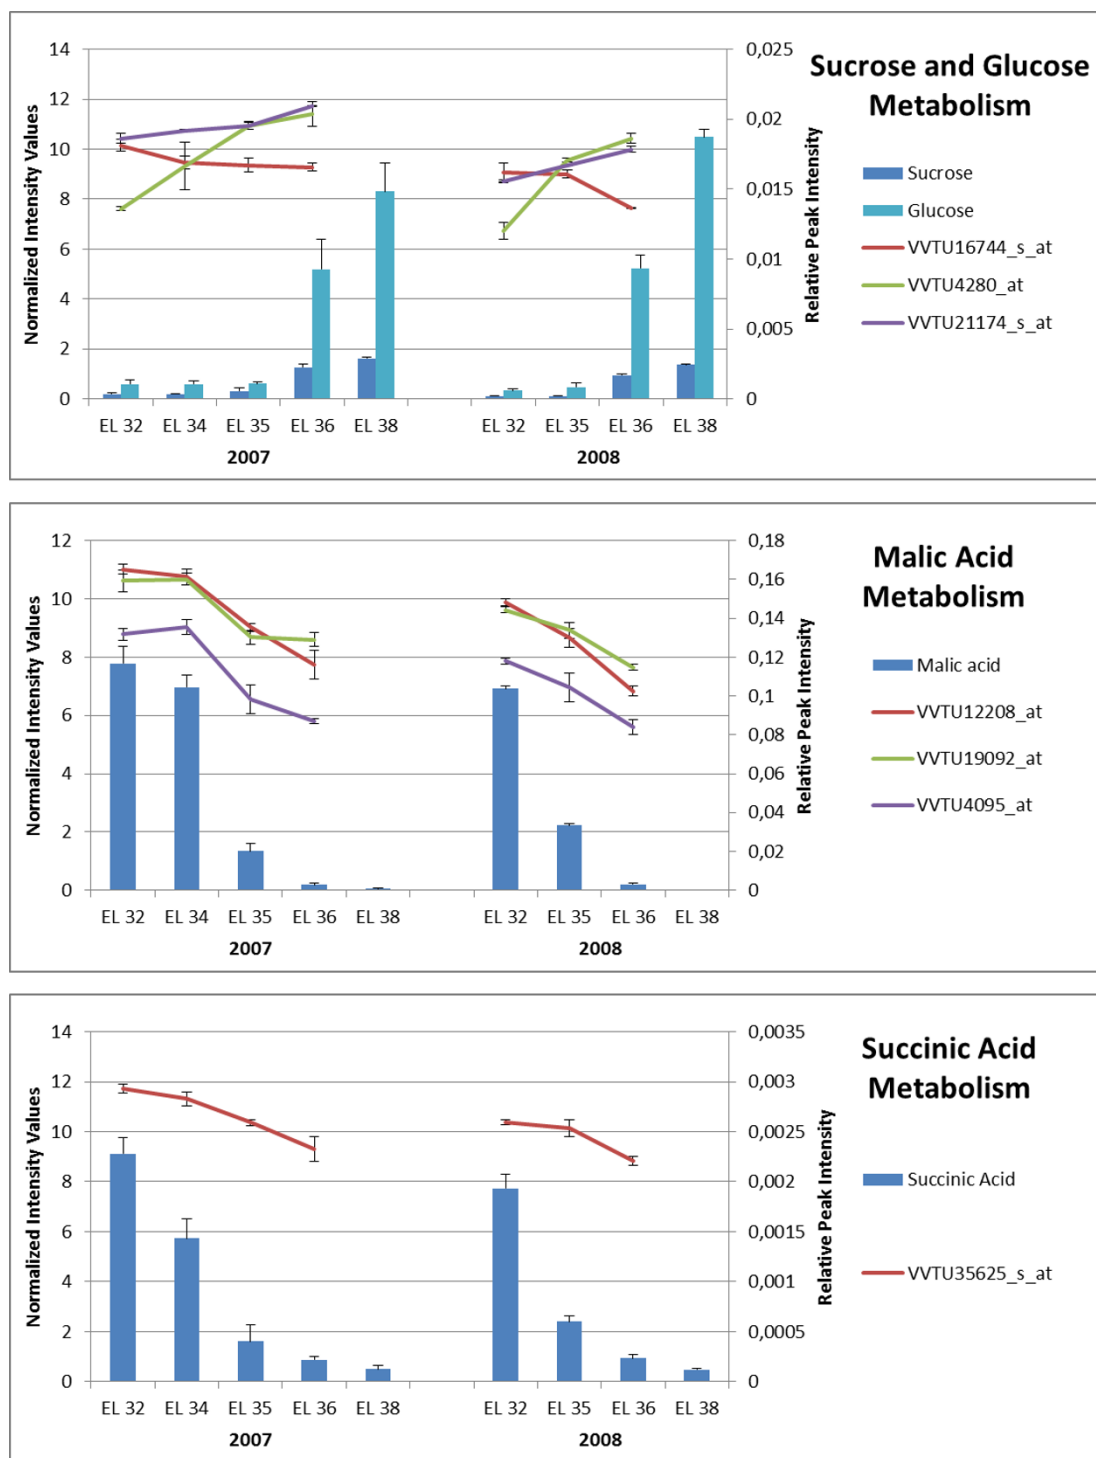 Sucrose and Glucose
Metabolism
Normalized Intensity Values
14
12
10
8
6
4
2
0
0,025
0,02
0,015
0,01
0,005
0
Relative Peak Intensity
Sucrose
Glucose
VVTU16744_s_at
VVTU4280_at
VVTU21174_s_at
EL 32 EL 34 EL 35 EL 36 EL 38 EL 32 EL 35 EL 36 EL 38
2007 2008
Malic Acid
Metabolism
Normalized Intensity Values
12
10
8
6
4
2
0
0,18
0,16
0,14
0,12
0,1
0,08
0,06
0,04
0,02
0
Relative Peak Intensity
Malic acid
VVTU12208_at
VVTU19092_at
VVTU4095_at
EL 32 EL 34 EL 35 EL 36 EL 38 EL 32 EL 35 EL 36 EL 38
2007 2008
Succinic Acid
Metabolism
Normalized Intensity Values
14
12
10
8
6
4
2
0
0,0035
0,003
0,0025
0,002
0,0015
0,001
0,0005
0
Relative Peak Intensity
Succinic Acid
VVTU35625_s_at
EL 32 EL 34 EL 35 EL 36 EL 38 EL 32 EL 35 EL 36 EL 38
2007 2008